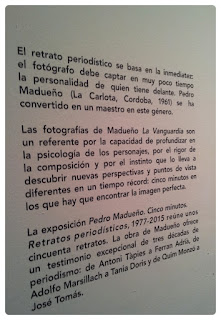 El retrato periodístico se basa en la inmediatez:
el fotógrafo debe captar en muy poco tiempo
la personalidad de quien tiene delante. Pedro
Madueño (La Carlota, Cordoba, 1961) se ha
convertido en un maestro en este género.
Las fotografías de Madueño La Vanguardia son
un referente por la capacidad de profundizar en
la psicología de los personajes, por el rigor de
la composición y por el instinto que lo lleva a
descubrir nuevas perspectivas y puntos de vista
diferentes en un tiempo récord: cinco minutos en
los que hay que encontrar la imagen perfecta.
La exposición Pedro Madueño. Cinco minutos.
Retratos periodísticos, 1977-2015 reúne unos
cincuenta retratos. La obra de Madueño ofrece
un testimonio excepcional de tres décadas de
periodismo: de Antoni Tàpies a Ferran Adrià, de
Adolfo Marsillach a Tania Doris y de Quim Monzó a
José Tomás.